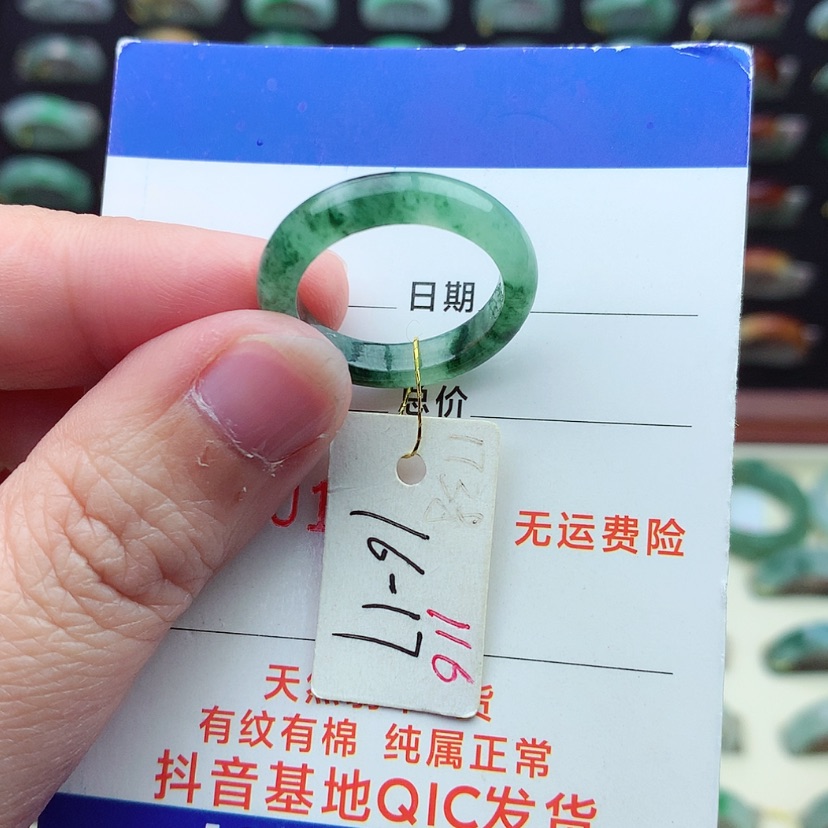 日期
总价
无运费险
16-17
116
有纹有棉 纯属正常
抖音基地QIC发货